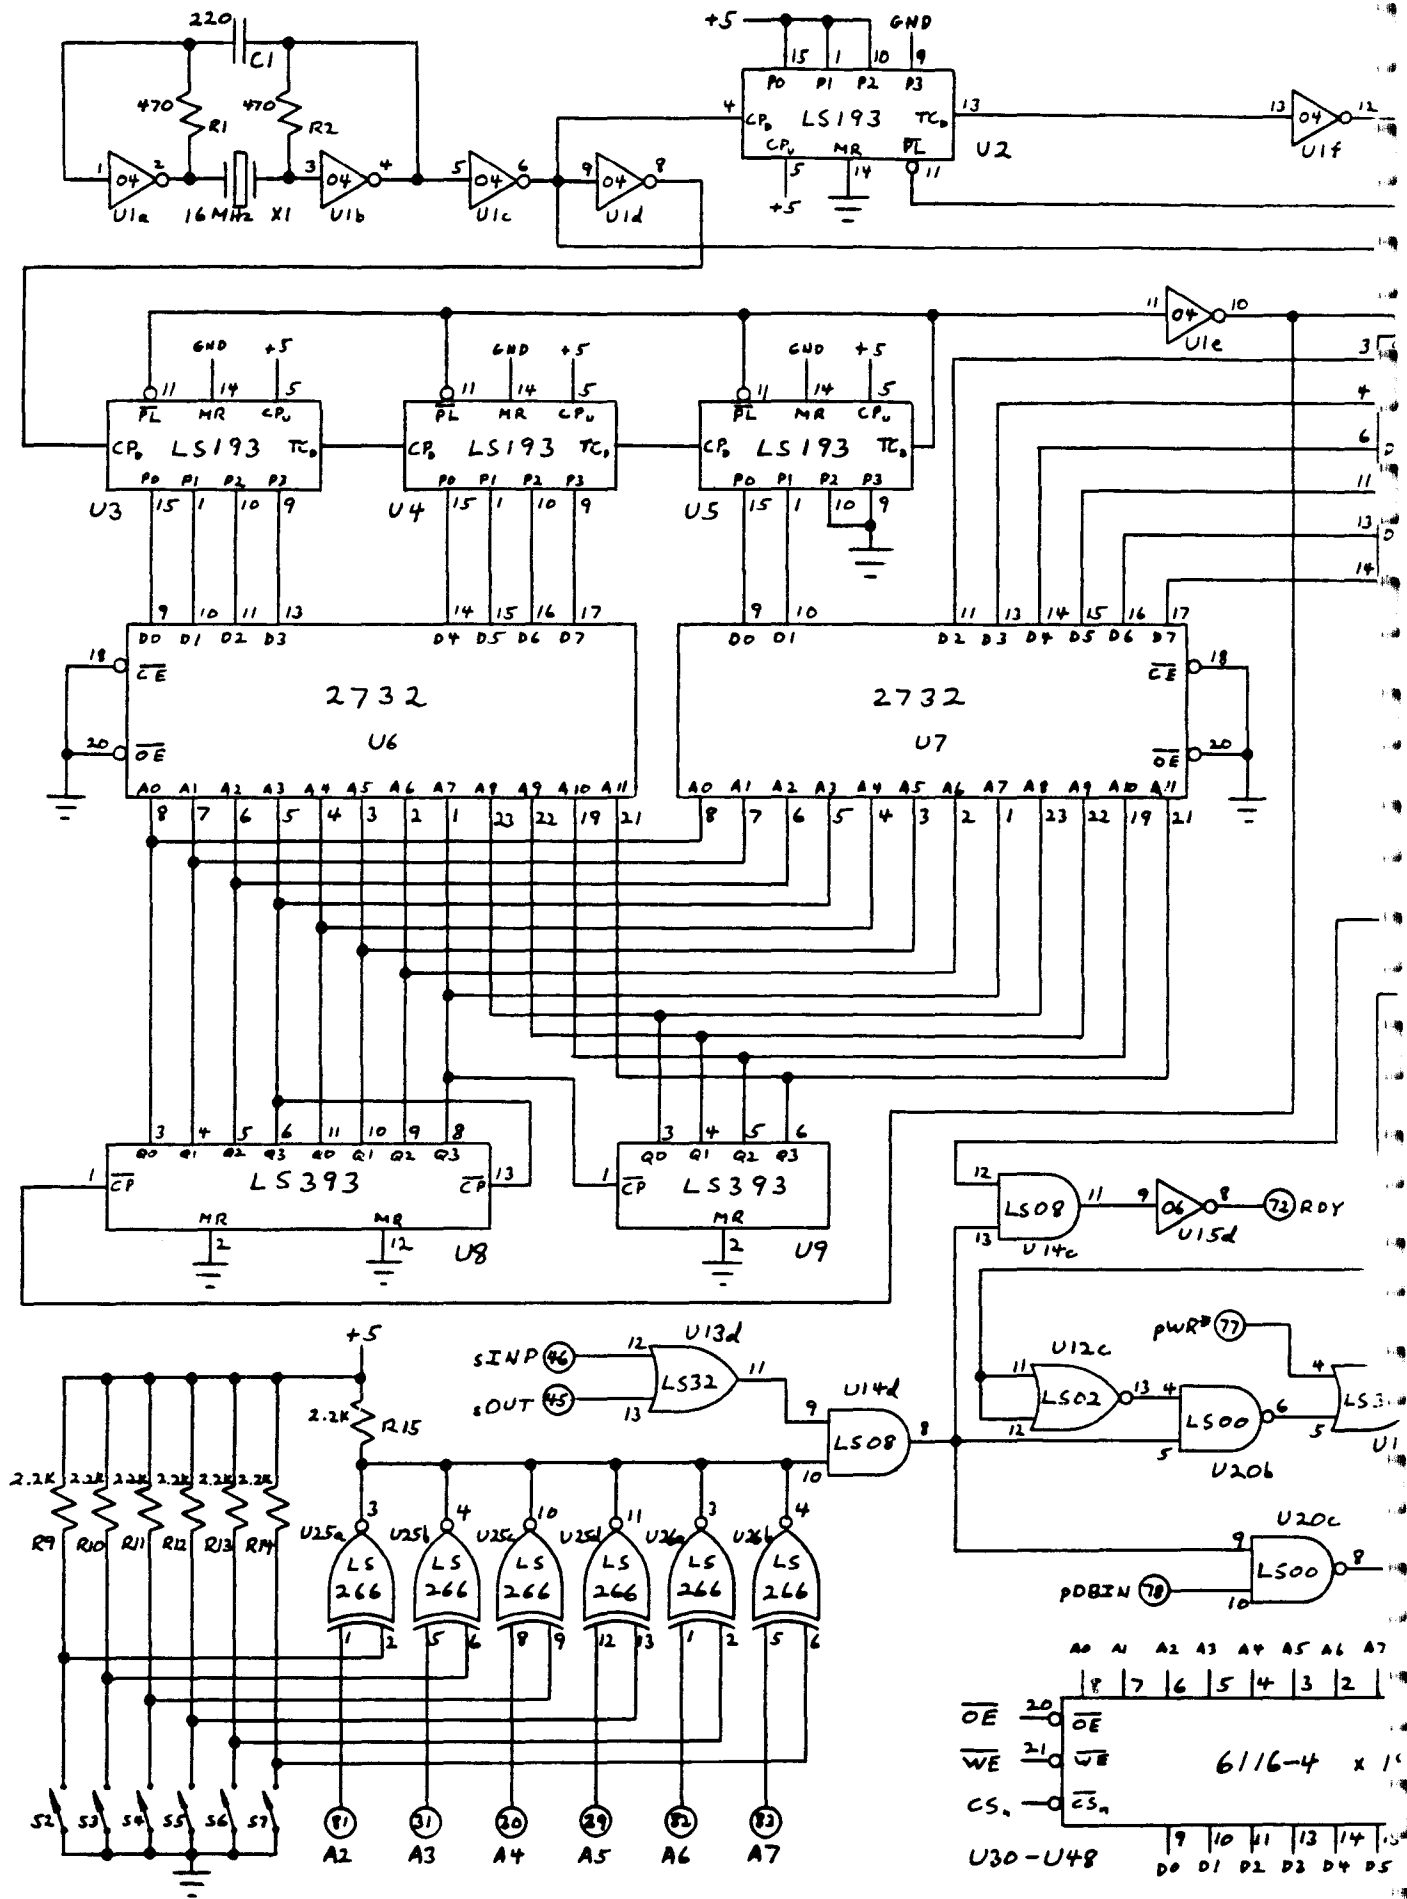 220
C1
470
R1
470
R2
1 04 2
U1a
16 MHz X1
3 04 4
U1b
5 04 6
U1c
9 04 8
U1d
+5
GND
15 1 10 9
P0 P1 P2 P3
4 CPD LS193 TCD 13
CPU MR PL
5 14 11
+5
U2
13 04 12
U1f
11 04 10
U1e
GND +5 GND +5 GND +5
11 14 5 11 14 5 11 14 5
PL MR CPU PL MR CPU PL MR CPU
CPD LS193 TCD CPD LS193 TCD CPD LS193 TCD
P0 P1 P2 P3 P0 P1 P2 P3 P0 P1 P2 P3
U3 15 1 10 9 U4 15 1 10 9 U5 15 1 10 9
3
4
6 D
11
13 D
14
9 10 11 13 14 15 16 17 9 10 11 13 14 15 16 17
D0 D1 D2 D3 D4 D5 D6 D7 D0 D1 D2 D3 D4 D5 D6 D7
18 CE CE 18
2732 2732
U6 U7
20 OE OE 20
A0 A1 A2 A3 A4 A5 A6 A7 A8 A9 A10 A11 A0 A1 A2 A3 A4 A5 A6 A7 A8 A9 A10 A11
8 7 6 5 4 3 2 1 23 22 19 21 8 7 6 5 4 3 2 1 23 22 19 21
3 4 5 6 11 10 9 8 3 4 5 6
Q0 Q1 Q2 Q3 Q0 Q1 Q2 Q3 Q0 Q1 Q2 Q3
1 CP LS393 CP 13 1 CP LS393
MR MR MR
2 12 U8 2 U9
12
LS08 11 9 06 8 72 RDY
13
U14c U15d
+5
2.2K R15
sINP 46 12 U13d
LS32 11
sOUT 45 13
9 U14d
LS08 8
10
pWR* 77
U12c
11
LS02 13 4
12
LS00 6
5
U20b
4
LS3
5
U1
U20c
9
LS00 8
pDBIN 78 10
2.2K 2.2K 2.2K 2.2K 2.2K 2.2K
R9 R10 R11 R12 R13 R14
3 4 10 11 3 4
U25a U25b U25c U25d U26a U26b
LS LS LS LS LS LS
266 266 266 266 266 266
1 2 5 6 8 9 12 13 1 2 5 6
S2 S3 S4 S5 S6 S7
81 31 30 29 82 83
A2 A3 A4 A5 A6 A7
A0 A1 A2 A3 A4 A5 A6 A7
8 7 6 5 4 3 2
OE 20 OE
WE 21 WE
6116-4 x 1
CSn CSn
9 10 11 13 14
U30-U48
D0 D1 D2 D3 D4 D5